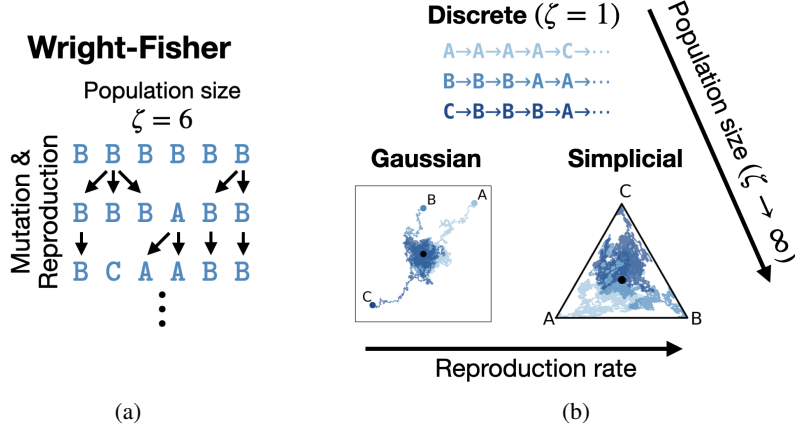 Wright-Fisher
Population size
ζ = 6
Mutation &
Reproduction
B B B B B B
B B B A B B
B C A A B B
(a)
Discrete (ζ = 1)
A→A→A→A→C→···
B→B→B→A→A→···
C→B→B→B→A→···
Population size (ζ → ∞)
Gaussian
B
A
C
Simplicial
C
A
B
Reproduction rate
(b)